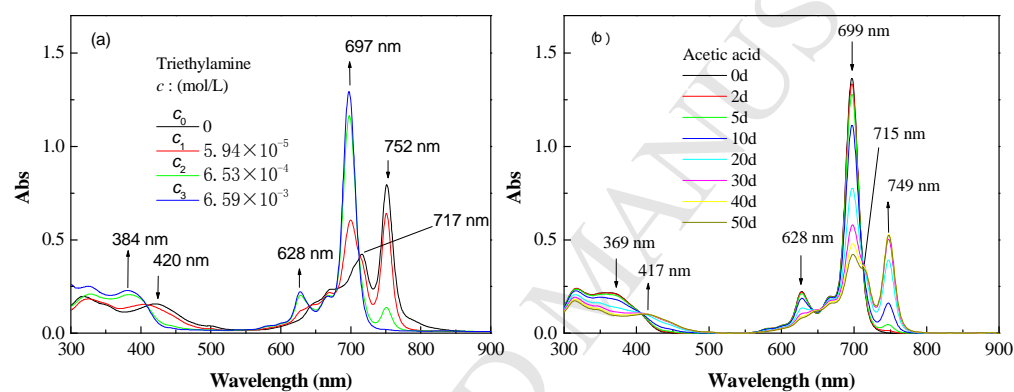 (a)
Triethylamine
c : (mol/L)
c0 0
c1 5.94×10⁻⁵
c2 6.53×10⁻⁴
c3 6.59×10⁻³
697 nm
752 nm
717 nm
628 nm
384 nm
420 nm
Abs
1.5
1.0
0.5
0.0
300 400 500 600 700 800 900
Wavelength (nm)
(b)
Acetic acid
0d
2d
5d
10d
20d
30d
40d
50d
699 nm
715 nm
749 nm
628 nm
369 nm
417 nm
Abs
1.5
1.0
0.5
0.0
300 400 500 600 700 800 900
Wavelength (nm)
D MANUS